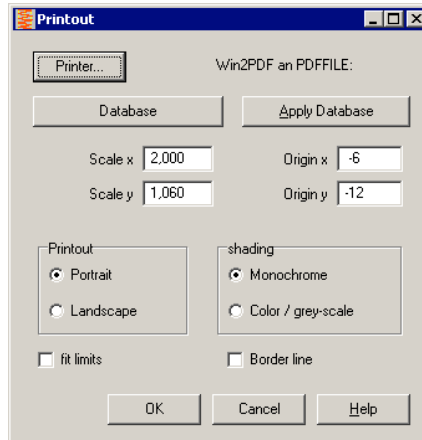 Printout
Printer... Win2PDF an PDFFILE:
Database Apply Database
Scale x 2,000 Origin x -6
Scale y 1,060 Origin y -12
Printout shading
Portrait Monochrome
Landscape Color / grey-scale
fit limits Border line
OK Cancel Help